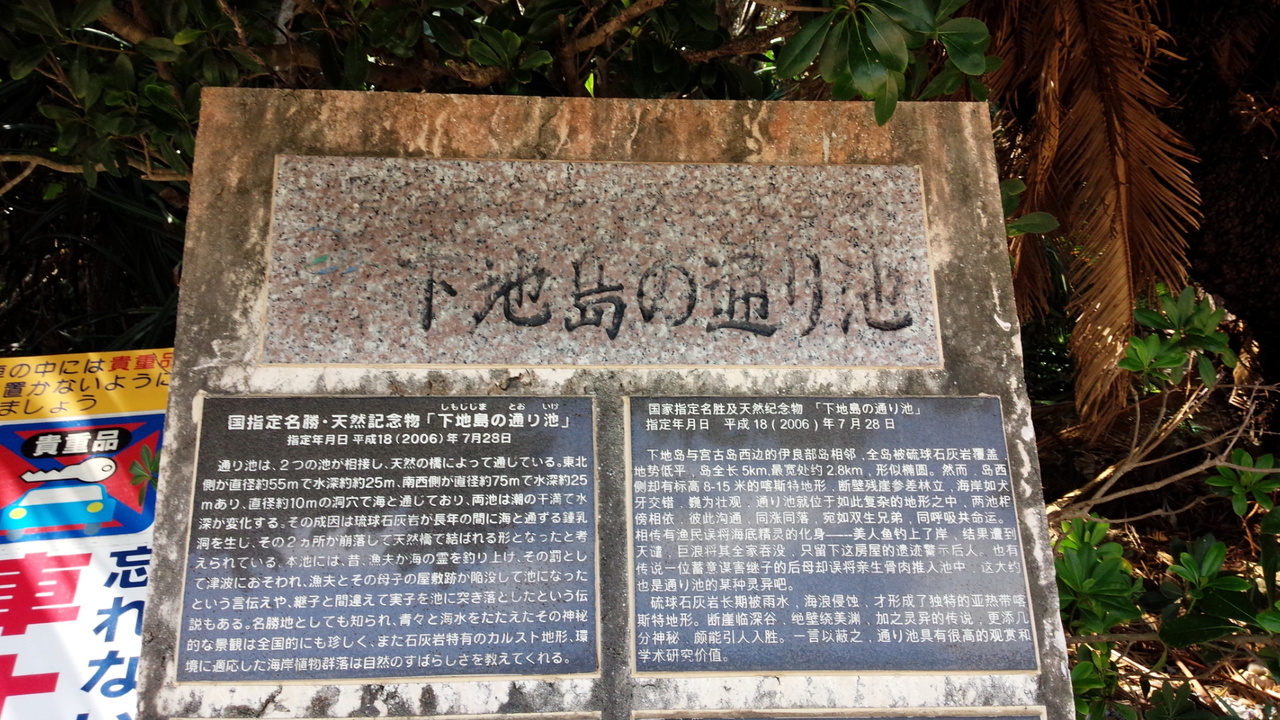 下地島の通り池
国指定名勝・天然記念物「下地島の通り池」
しもじしま とお いけ
指定年月日 平成18(2006)年7月28日
通り池は、2つの池が相接し、天然の橋によって通している。東北
側が直径約55mで水深約約25m、南西側が直径約75mで水深約25
mあり、直径約10mの洞穴で海と通じており、両池は潮の干満で水
深が変化する。その成因は琉球石灰岩が長年の間に海と通ずる鍾乳
洞を生じ、その2ヵ所が崩落して天然橋で結ばれる形となったと考
えられている。本池には、昔、漁夫が海の霊を釣り上げ、その罰とし
て津波におそわれ、漁夫とその母子の屋敷跡が陥没して池になった
という言伝えや、継子と間違えて実子を池に突き落としたという伝
説もある。名勝地としても知られ、青々と海水をたたえたその神秘
的な景観は全国的にも珍しく、また石灰岩特有のカルスト地形、環
境に適応した海岸植物群落は自然のすばらしさを教えてくれる。
国家指定名胜及天然纪念物 「下地島の通り池」
指定年月日 平成 18(2006)年 7月 28 日
下地岛与宫古岛西边的伊良部岛相邻,全岛被硫球石灰岩覆盖
地势低平,岛全长 5km,最宽处约 2.8km,形似椭圆。然而,岛西
侧却有标高 8-15 米的喀斯特地形,断壁残崖参差林立,海岸如犬
牙交错,巍为壮观,通り池就位于如此复杂的地形之中,两池相
傍相依,彼此沟通,同涨同落,宛如双生兄弟,同呼吸共命运。
相传有渔民误将海底精灵的化身——美人鱼钓上了岸,结果遭到
天谴,巨浪将其全家吞没,只留下这房屋的遗迹警示后人。也有
传说一位蓄意谋害继子的后母却误将亲生骨肉推入池中,这大约
也是通り池的某种灵异吧。
硫球石灰岩长期被雨水,海浪侵蚀,才形成了独特的亚热带喀
斯特地形。断崖临深谷,绝壁统美渊,加之灵异的传说,更添几
分神秘,颇能引人入胜。一言以蔽之,通り池具有很高的观赏和
学术研究价值。
の中には貴重品
置かないように
ましょう
貴重品
車
忘れな